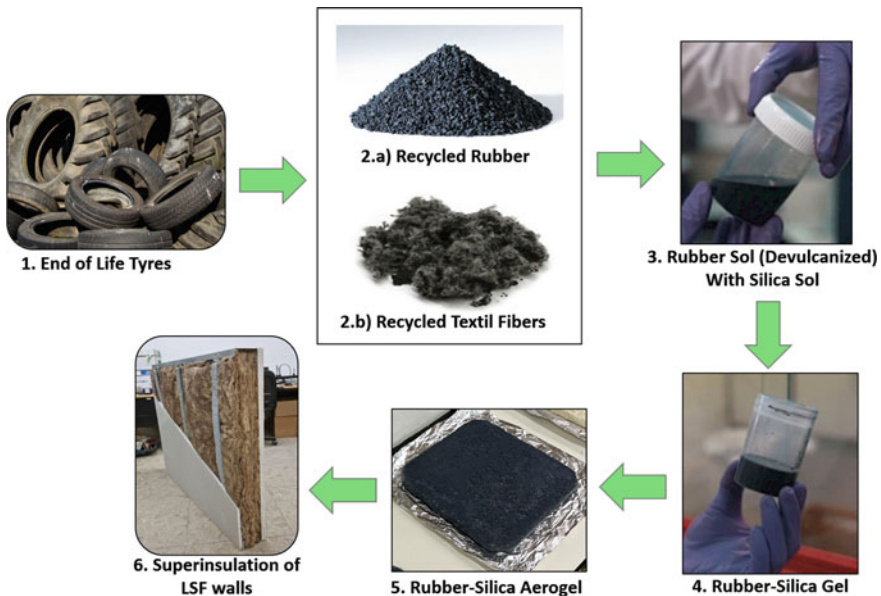 1. End of Life Tyres
2.a) Recycled Rubber
2.b) Recycled Textil Fibers
3. Rubber Sol (Devulcanized)
With Silica Sol
4. Rubber-Silica Gel
5. Rubber-Silica Aerogel
6. Superinsulation of
LSF walls